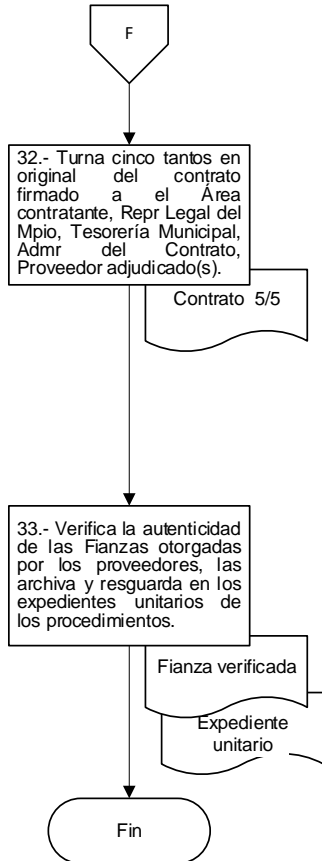 F
32.- Turna cinco tantos en
original del contrato
firmado a el Área
contratante, Repr Legal del
Mpio, Tesorería Municipal,
Admr del Contrato,
Proveedor adjudicado(s).
Contrato 5/5
33.- Verifica la autenticidad
de las Fianzas otorgadas
por los proveedores, las
archiva y resguarda en los
expedientes unitarios de
los procedimientos.
Fianza verificada
Expediente
unitario
Fin